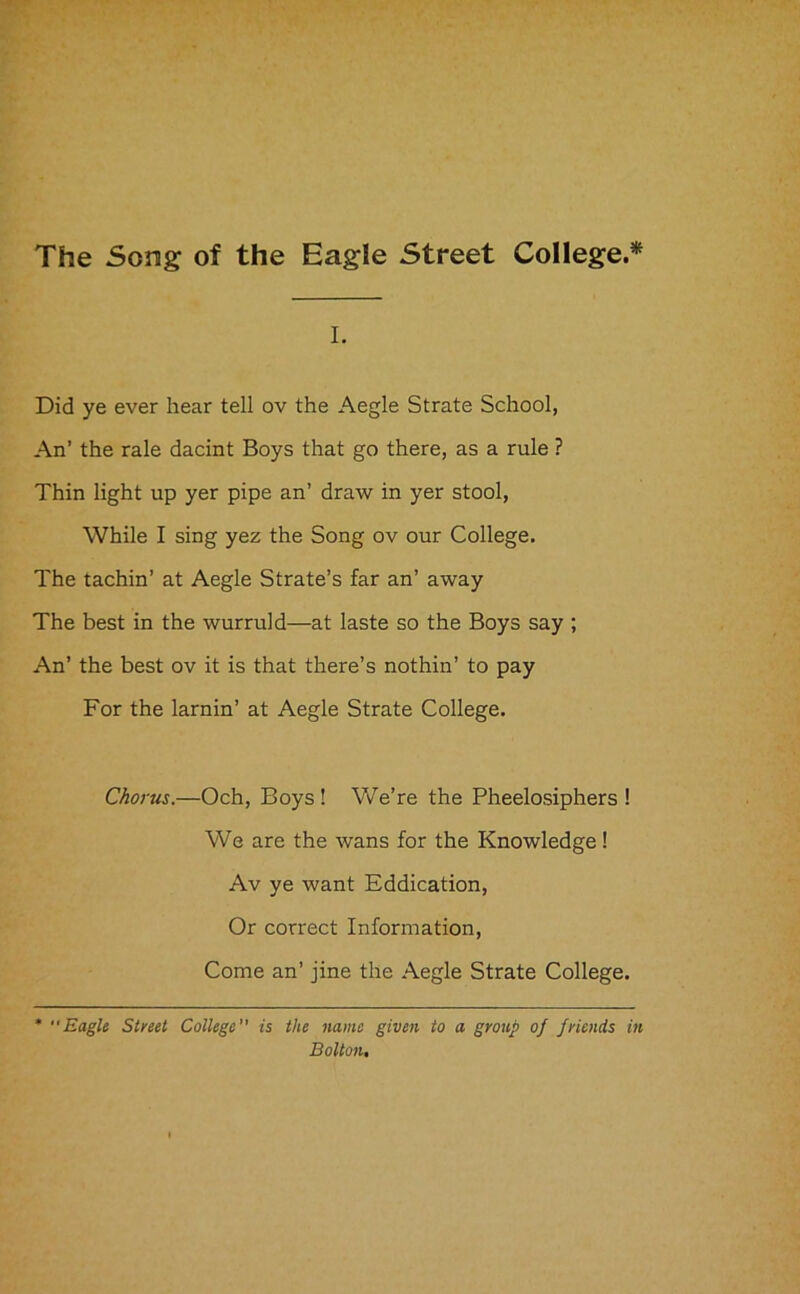 The Song of the Eagle Street College.*
I.
Did ye ever hear tell ov the Aegle Strate School,
An’ the rale dacint Boys that go there, as a rule ?
Thin light up yer pipe an’ draw in yer stool,
While I sing yez the Song ov our College.
The tachin’ at Aegle Strate’s far an’ away
The best in the wurruld—at laste so the Boys say ;
An’ the best ov it is that there’s nothin’ to pay
For the larnin’ at Aegle Strate College.
Chorus.—Och, Boys ! We’re the Pheelosiphers !
We are the wans for the Knowledge !
Av ye want Eddication,
Or correct Information,
Come an’ jine the Aegle Strate College.
* "Eagle Street College" is the name given to a group of friends in
Bolton.